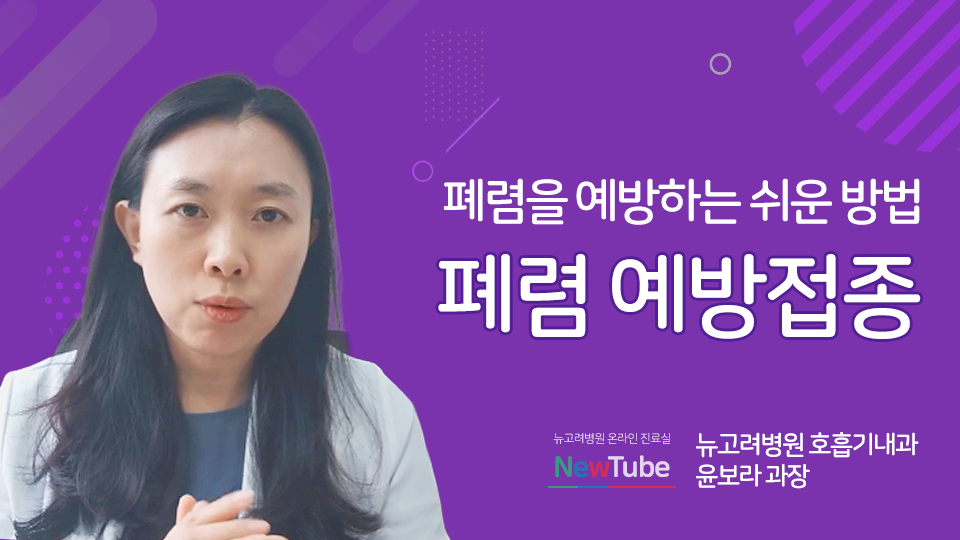 폐렴을 예방하는 쉬운 방법
폐렴 예방접종
뉴고려병원 온라인 진료실
NewTube
뉴고려병원 호흡기내과
윤보라 과장